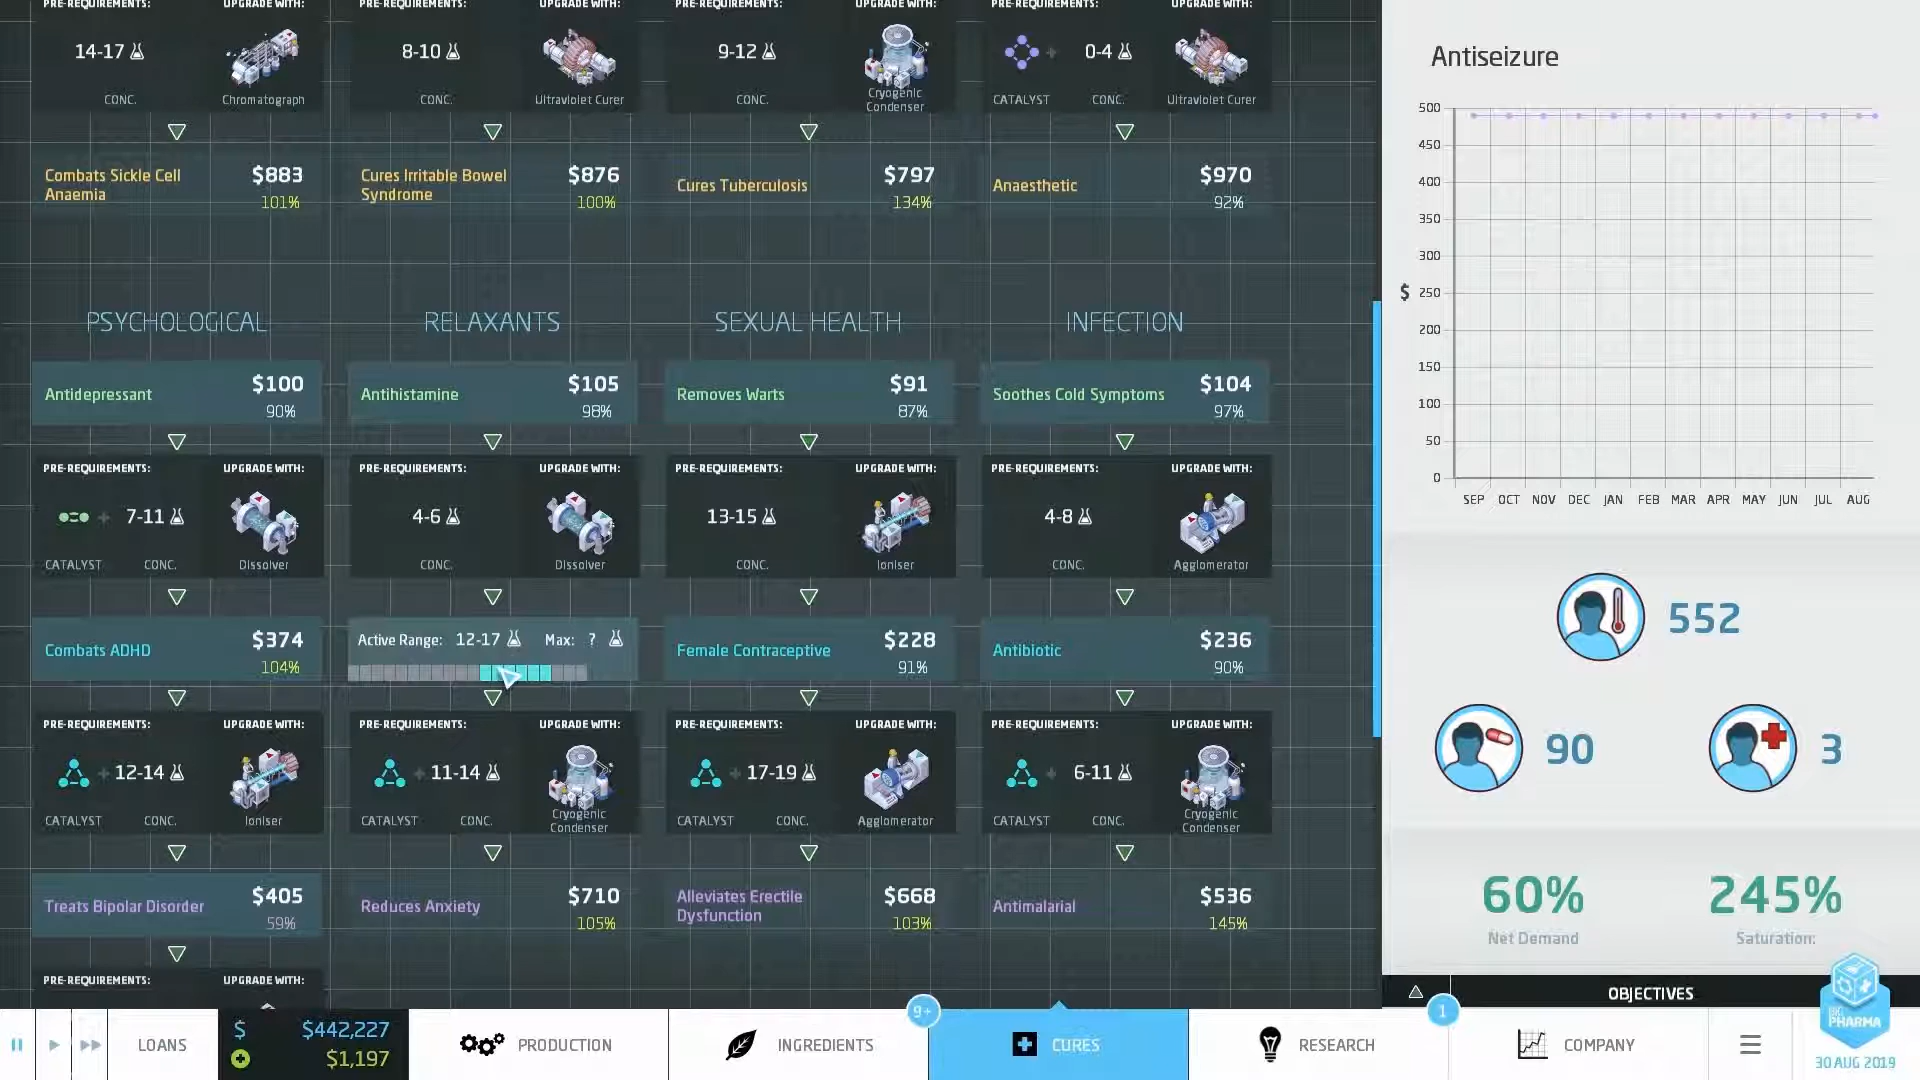 PRE-REQUIREMENTS: UPGRADE WITH: PRE-REQUIREMENTS: UPGRADE WITH: PRE-REQUIREMENTS: UPGRADE WITH: PRE-REQUIREMENTS: UPGRADE WITH:
14-17 8-10 9-12 + 0-4
CONC. Chromatograph CONC. Ultraviolet Curer CONC. Cryogenic Condenser CATALYST CONC. Ultraviolet Curer
Combats Sickle Cell Anaemia $883 101%
Cures Irritable Bowel Syndrome $876 100%
Cures Tuberculosis $797 134%
Anaesthetic $970 92%
PSYCHOLOGICAL RELAXANTS SEXUAL HEALTH INFECTION
Antidepressant $100 90%
Antihistamine $105 98%
Removes Warts $91 87%
Soothes Cold Symptoms $104 97%
PRE-REQUIREMENTS: UPGRADE WITH: PRE-REQUIREMENTS: UPGRADE WITH: PRE-REQUIREMENTS: UPGRADE WITH: PRE-REQUIREMENTS: UPGRADE WITH:
+ 7-11 4-6 13-15 4-8
CATALYST CONC. Dissolver CONC. Dissolver CONC. Ioniser CONC. Agglomerator
Combats ADHD $374 104%
Active Range: 12-17 Max: ?
Female Contraceptive $228 91%
Antibiotic $236 90%
PRE-REQUIREMENTS: UPGRADE WITH: PRE-REQUIREMENTS: UPGRADE WITH: PRE-REQUIREMENTS: UPGRADE WITH: PRE-REQUIREMENTS: UPGRADE WITH:
+ 12-14 + 11-14 + 17-19 + 6-11
CATALYST CONC. Ioniser CATALYST CONC. Cryogenic Condenser CATALYST CONC. Agglomerator CATALYST CONC. Cryogenic Condenser
Treats Bipolar Disorder $405 59%
Reduces Anxiety $710 105%
Alleviates Erectile Dysfunction $668 103%
Antimalarial $536 145%
PRE-REQUIREMENTS: UPGRADE WITH:
Antiseizure
500
450
400
350
300
$ 250
200
150
100
50
0
SEP OCT NOV DEC JAN FEB MAR APR MAY JUN JUL AUG
552
90 3
60% 245%
Net Demand Saturation:
OBJECTIVES
LOANS
$ $442,227
$1,197
PRODUCTION
INGREDIENTS
9+
CURES
RESEARCH
1
COMPANY
BIG PHARMA
30 AUG 2019